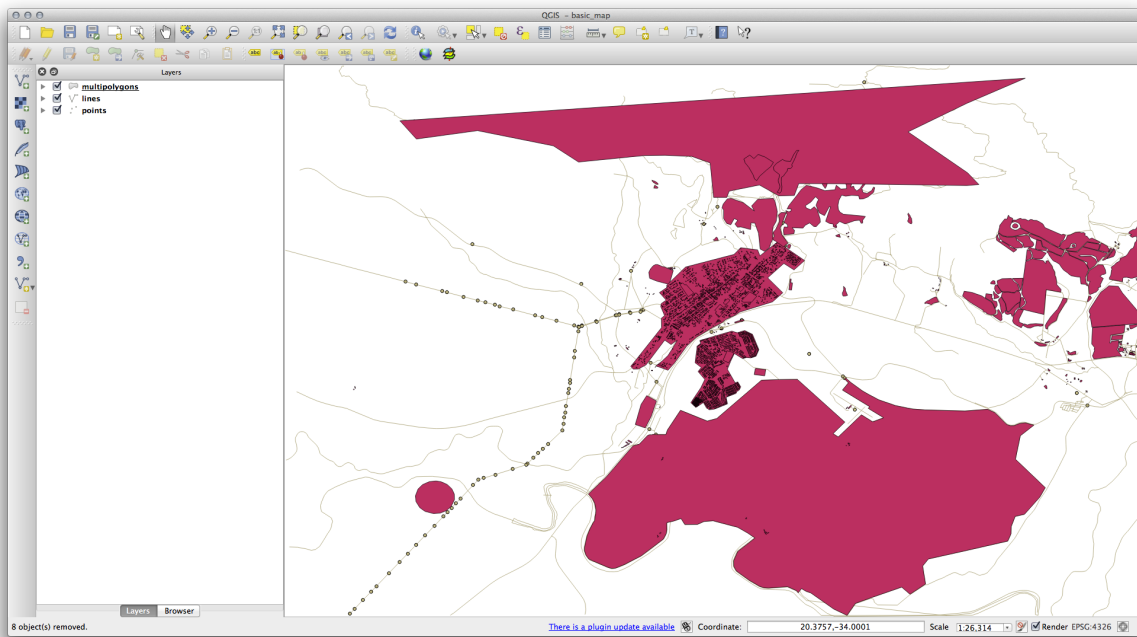 QGIS - basic_map
Layers
multipolygons
lines
points
Layers Browser
8 object(s) removed.
There is a plugin update available
Coordinate: 20.3757,-34.0001
Scale 1:26,314
Render EPSG:4326